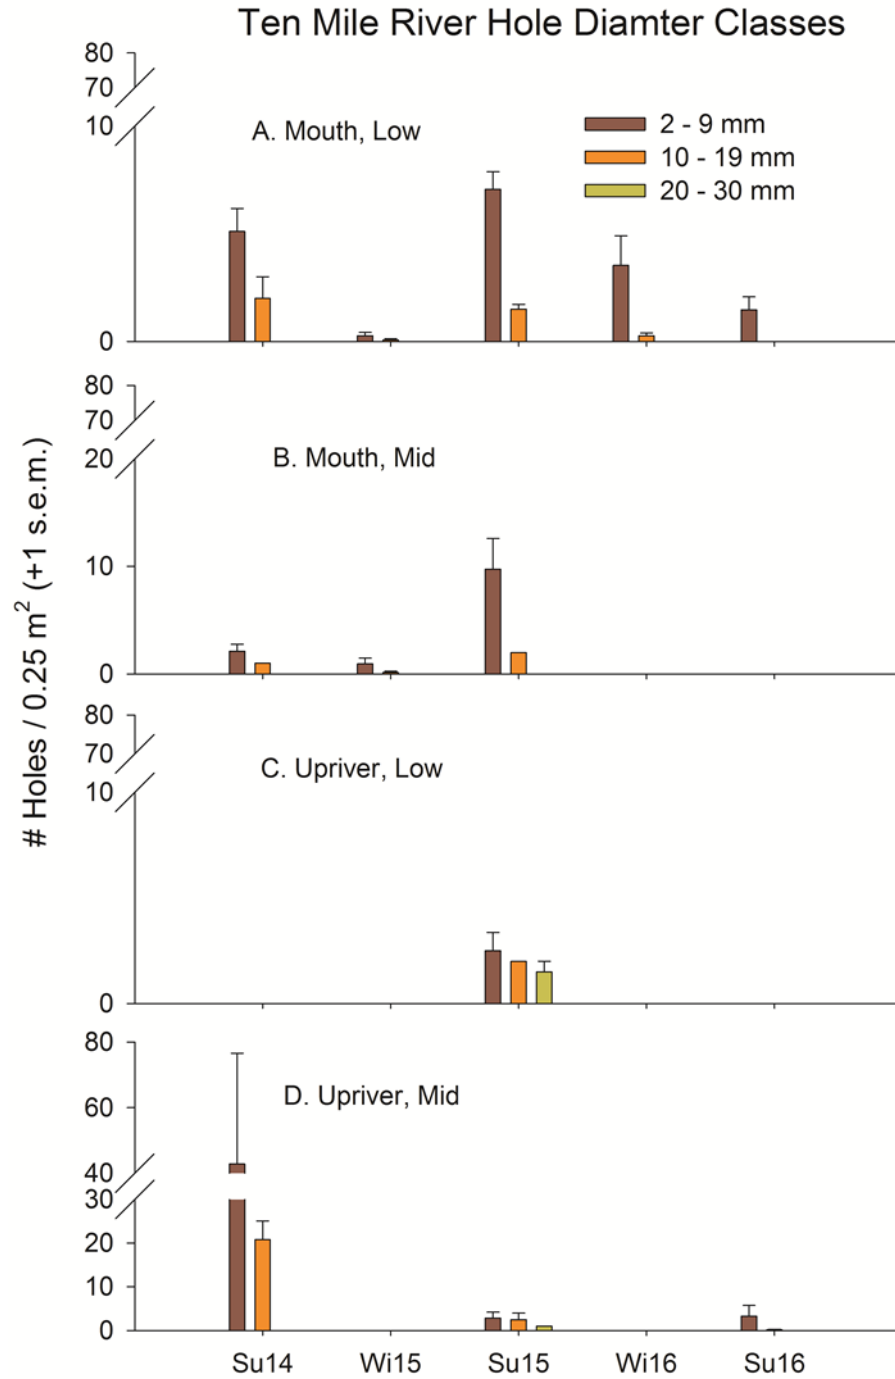 Ten Mile River Hole Diamter Classes
80
70
10
0
A. Mouth, Low
2 - 9 mm
10 - 19 mm
20 - 30 mm
80
70
20
10
0
B. Mouth, Mid
# Holes / 0.25 m² (+1 s.e.m.)
80
70
10
0
C. Upriver, Low
80
60
40
30
20
10
0
D. Upriver, Mid
Su14 Wi15 Su15 Wi16 Su16